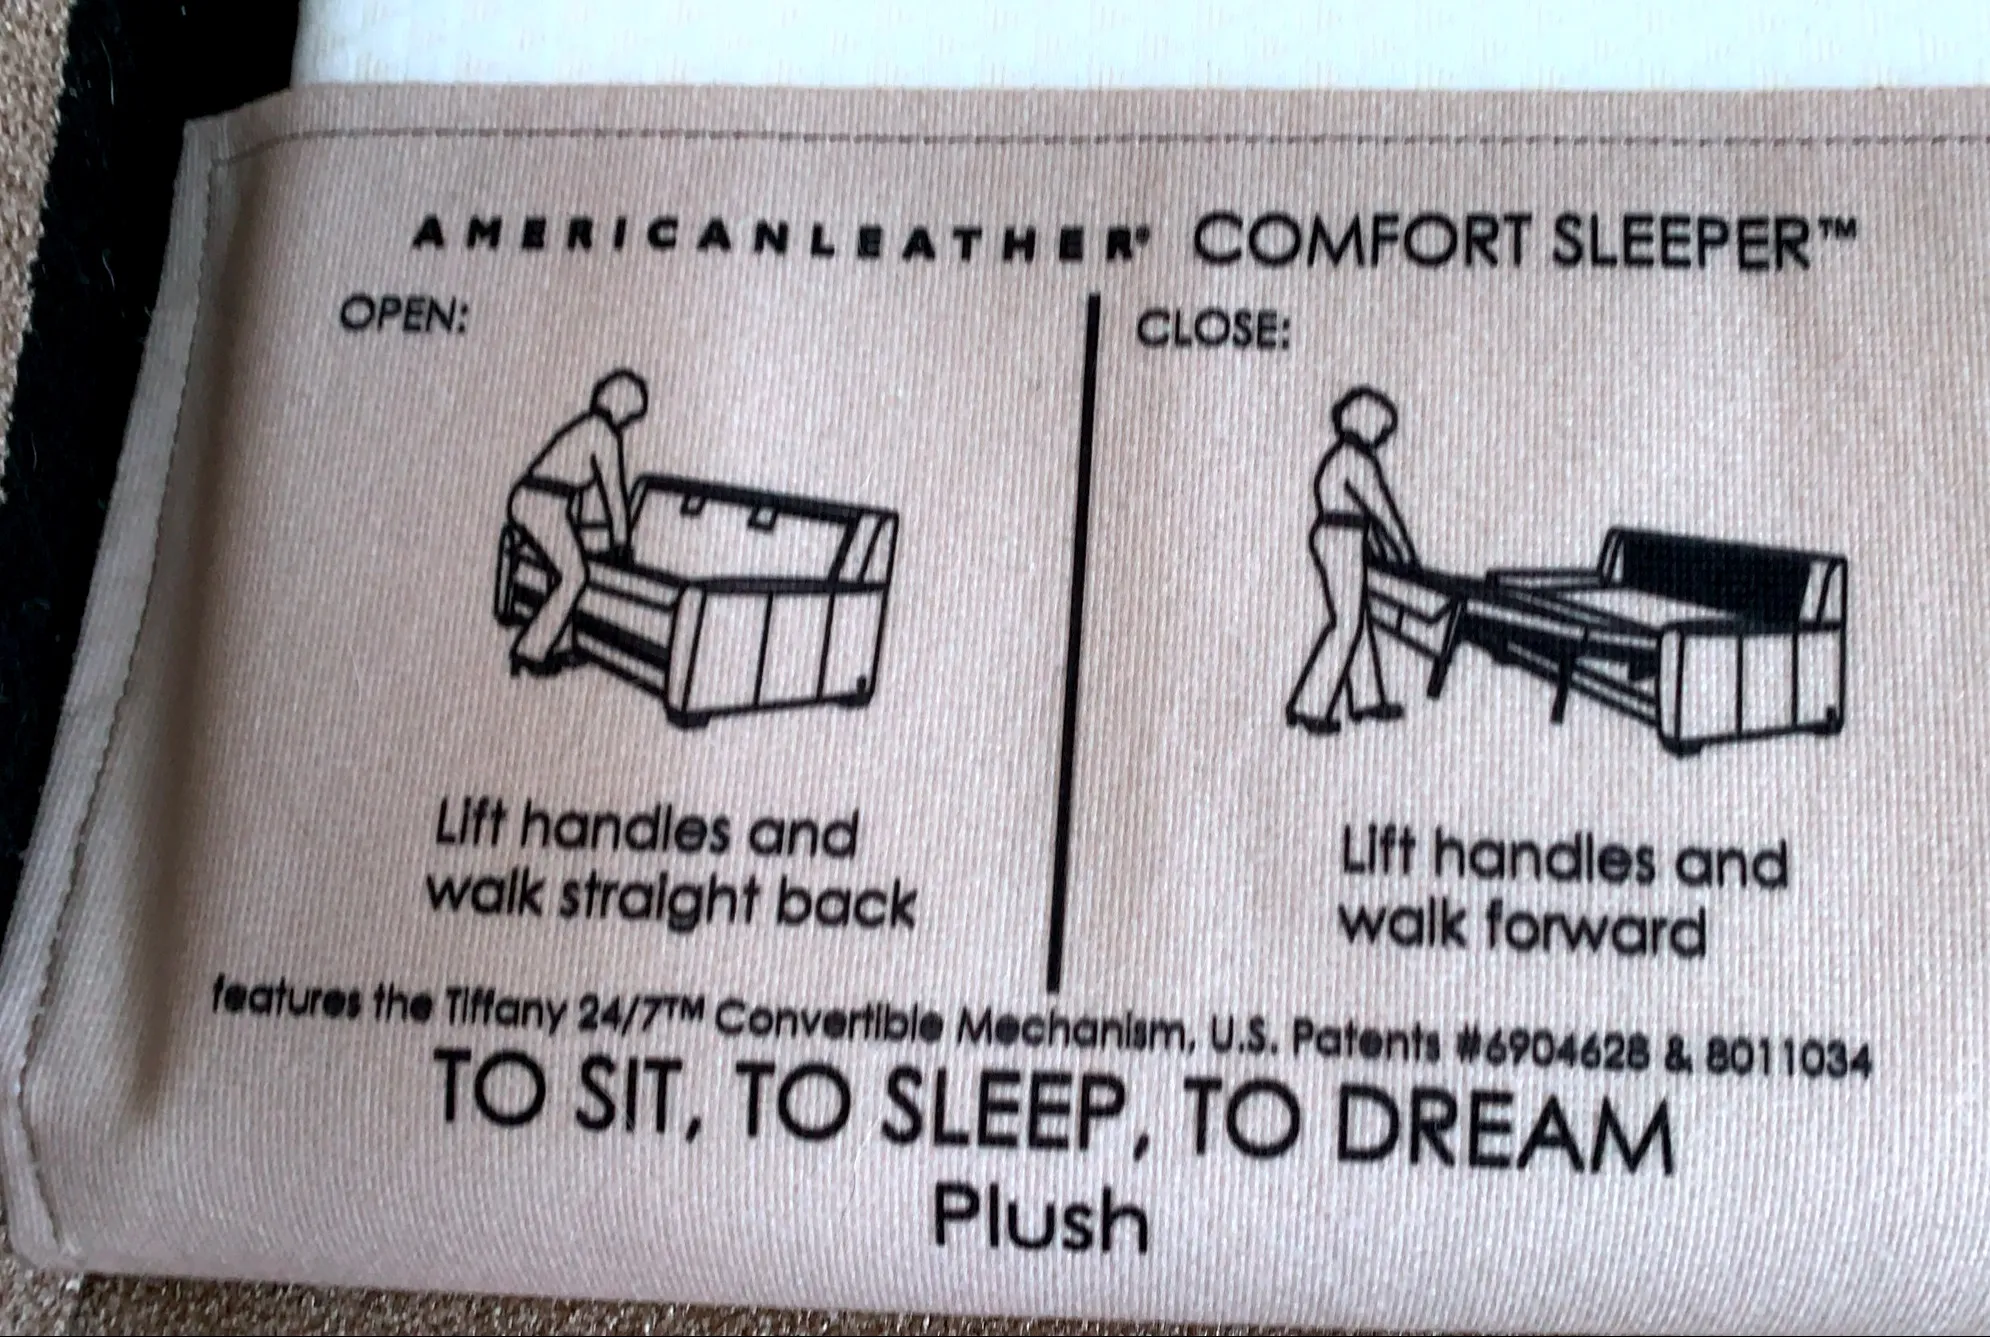 AMERICANLEATHER® COMFORT SLEEPER™
OPEN:
Lift handles and
walk straight back
CLOSE:
Lift handles and
walk forward
features the Tiffany 24/7™ Convertible Mechanism, U.S. Patents #6904628 & 8011034
TO SIT, TO SLEEP, TO DREAM
Plush